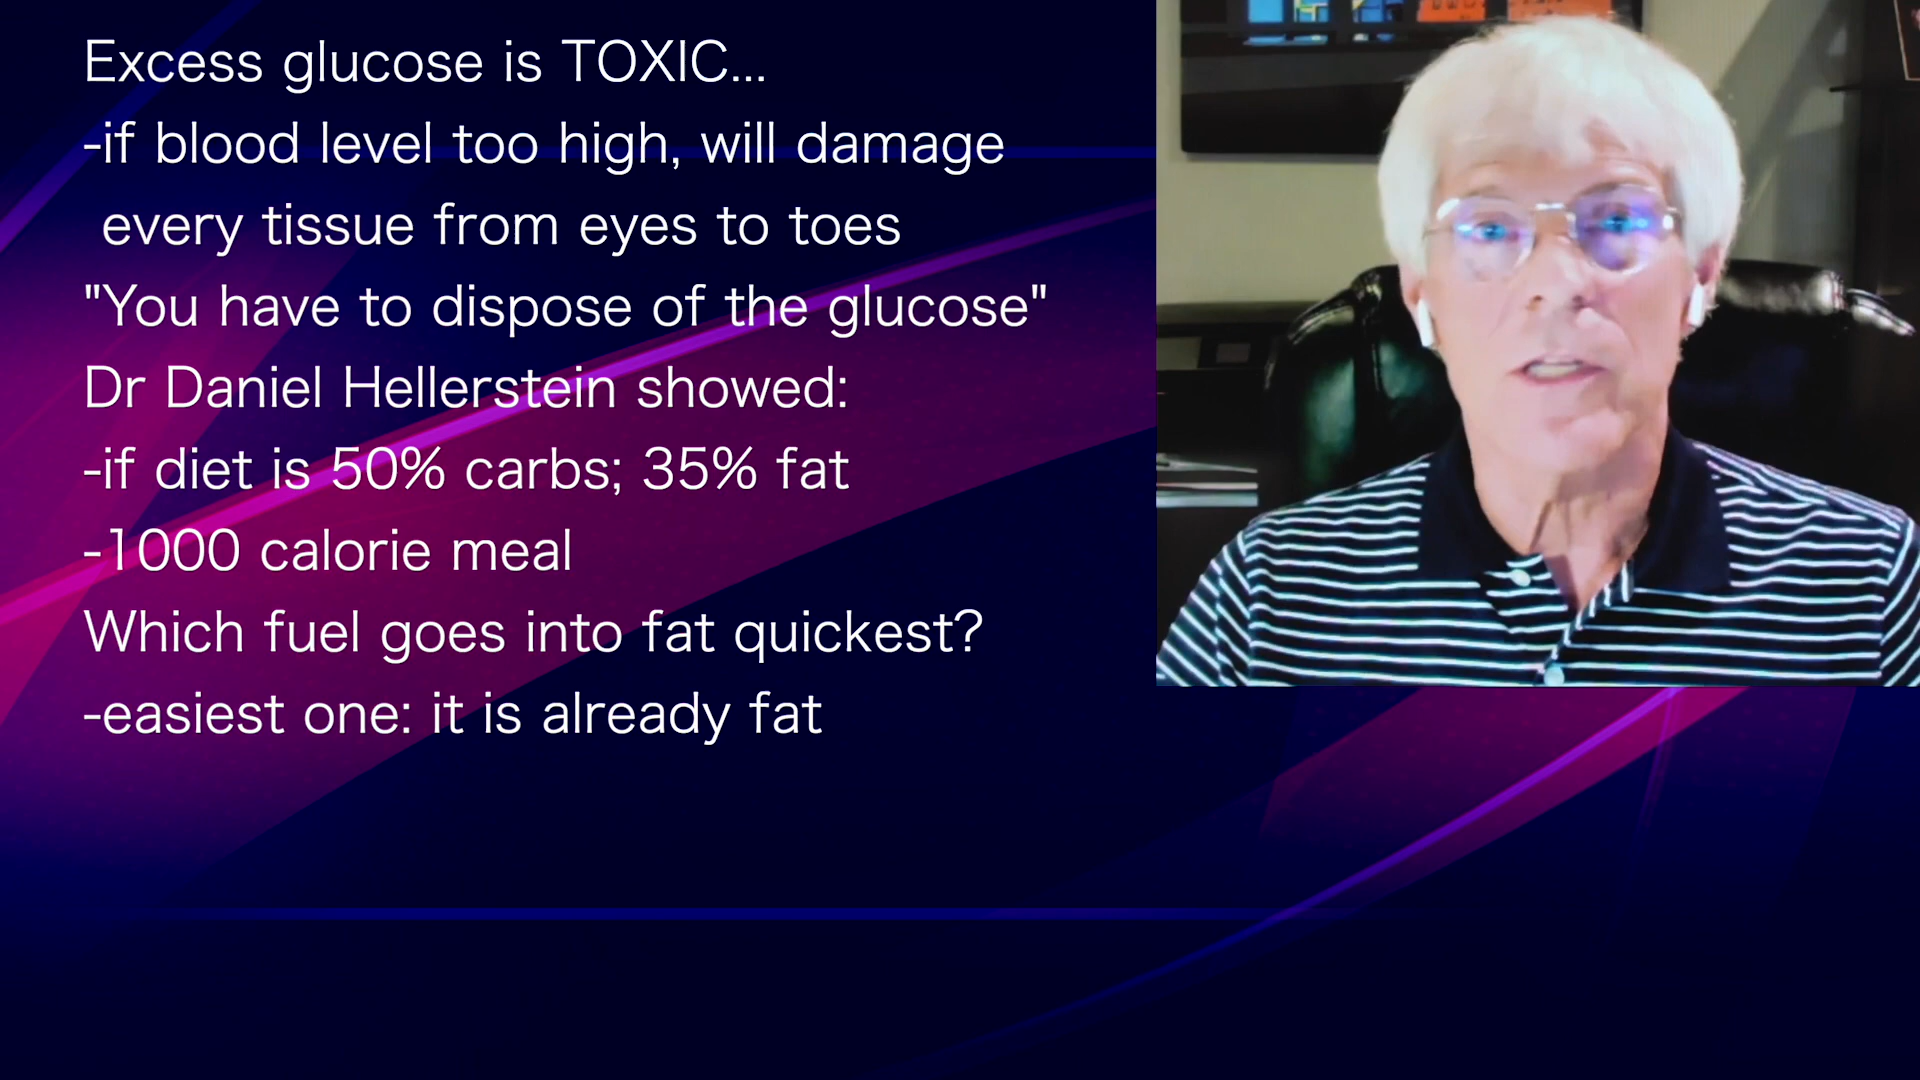 Excess glucose is TOXIC...
-if blood level too high, will damage
every tissue from eyes to toes
"You have to dispose of the glucose"
Dr Daniel Hellerstein showed:
-if diet is 50% carbs; 35% fat
-1000 calorie meal
Which fuel goes into fat quickest?
-easiest one: it is already fat